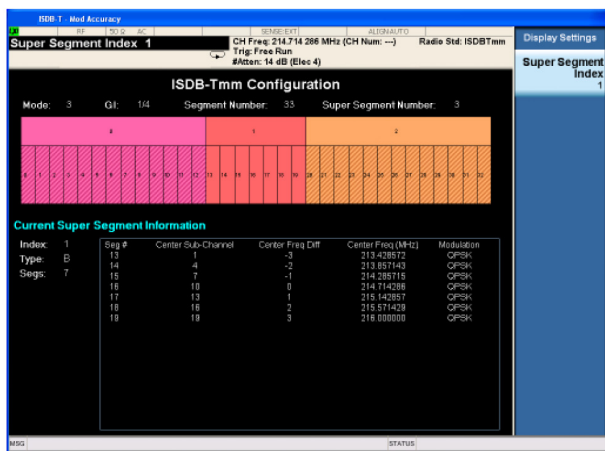 ISDB-T - Mod Accuracy
RF 50 Ω AC SENSE:EXT ALIGN AUTO
Super Segment Index 1
CH Freq: 214.714 286 MHz (CH Num: ---) Radio Std: ISDBTmm
Trig: Free Run
#Atten: 14 dB (Elec 4)
Display Settings
Super Segment Index
1
ISDB-Tmm Configuration
Mode: 3 GI: 1/4 Segment Number: 33 Super Segment Number: 3
0 1 2
0 1 2 3 4 5 6 7 8 9 10 11 12 13 14 15 16 17 18 19 20 21 22 23 24 25 26 27 28 29 30 31 32
Current Super Segment Information
Index: 1
Type: B
Segs: 7
Seg # Center Sub-Channel Center Freq Diff Center Freq (MHz) Modulation
13 1 -3 213.428572 QPSK
14 4 -2 213.857143 QPSK
15 7 -1 214.285715 QPSK
16 10 0 214.714286 QPSK
17 13 1 215.142857 QPSK
18 16 2 215.571429 QPSK
19 19 3 216.000000 QPSK
MSG STATUS